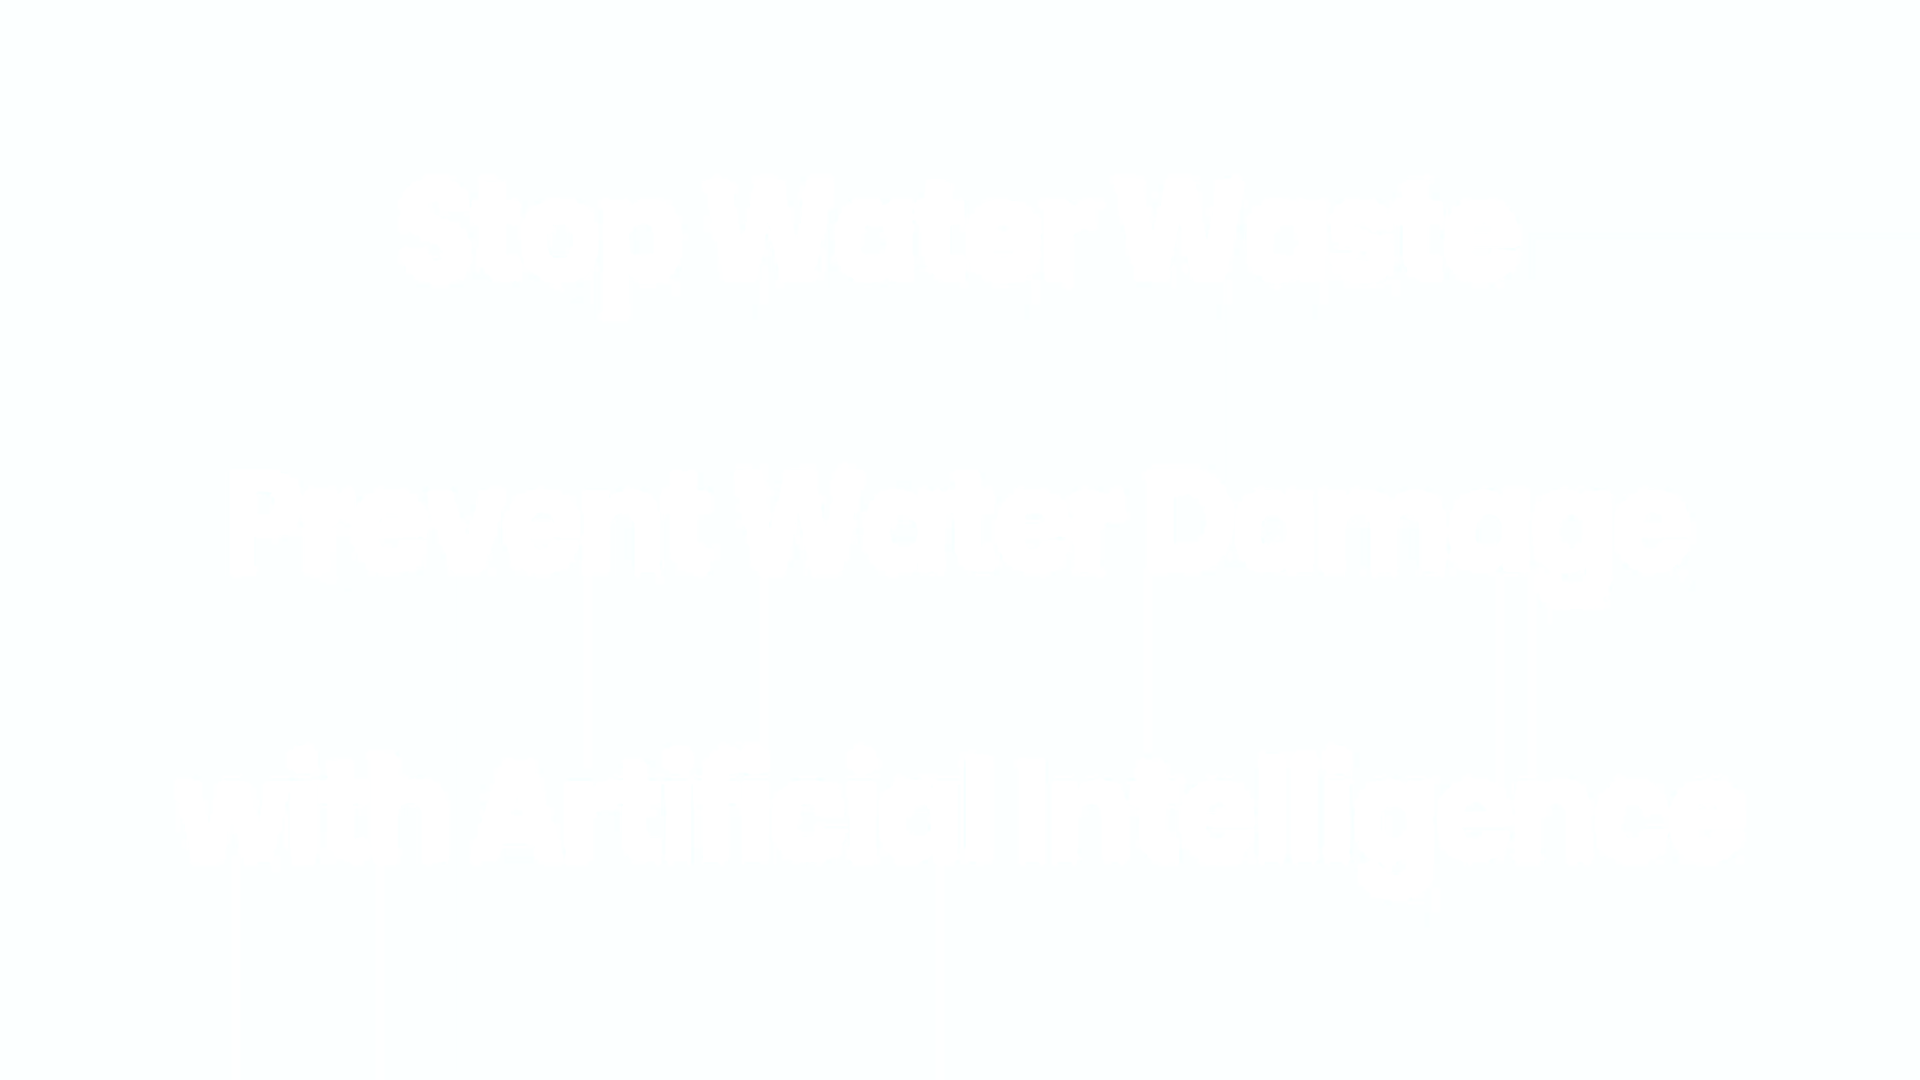 Stop Water Waste
Prevent Water Damage
with Artificial Intelligence